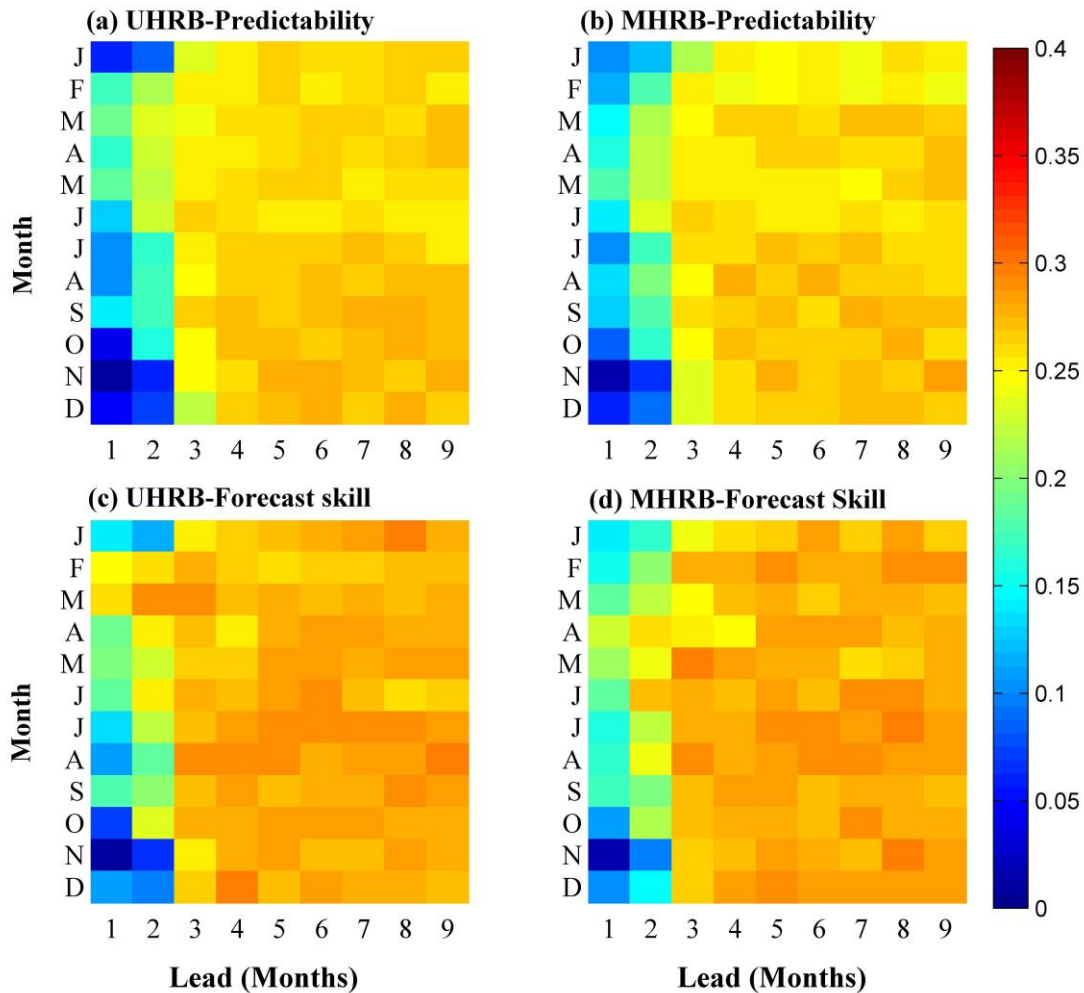 (a) UHRB-Predictability
(b) MHRB-Predictability
Month
J
F
M
A
M
J
J
A
S
O
N
D
1 2 3 4 5 6 7 8 9
J
F
M
A
M
J
J
A
S
O
N
D
1 2 3 4 5 6 7 8 9
(c) UHRB-Forecast skill
(d) MHRB-Forecast Skill
Month
J
F
M
A
M
J
J
A
S
O
N
D
1 2 3 4 5 6 7 8 9
Lead (Months)
J
F
M
A
M
J
J
A
S
O
N
D
1 2 3 4 5 6 7 8 9
Lead (Months)
0.4
0.35
0.3
0.25
0.2
0.15
0.1
0.05
0